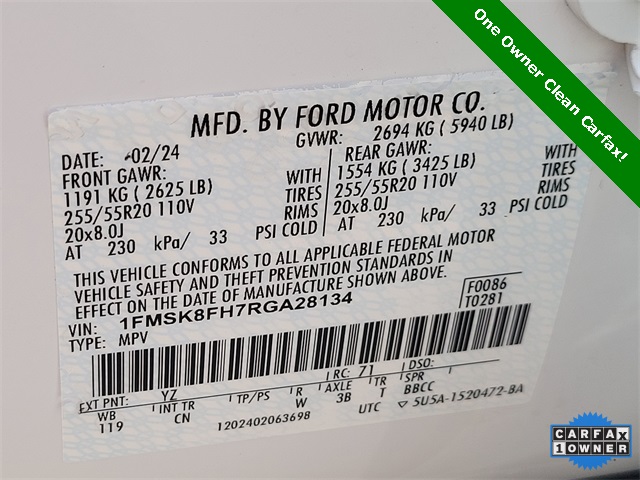 One Owner Clean Carfax!
MFD. BY FORD MOTOR CO.
DATE: 02/24 GVWR: 2694 KG ( 5940 LB)
FRONT GAWR: REAR GAWR:
1191 KG ( 2625 LB) WITH 1554 KG ( 3425 LB) WITH
255/55R20 110V TIRES 255/55R20 110V TIRES
20x8.0J RIMS 20x8.0J RIMS
AT 230 kPa/ 33 PSI COLD AT 230 kPa/ 33 PSI COLD
THIS VEHICLE CONFORMS TO ALL APPLICABLE FEDERAL MOTOR
VEHICLE SAFETY AND THEFT PREVENTION STANDARDS IN
EFFECT ON THE DATE OF MANUFACTURE SHOWN ABOVE.
VIN: 1FMSK8FH7RGA28134 F0086
TYPE: MPV T0281
EXT PNT: YZ RC: 71 DSO:
WB INT TR TP/PS R AXLE TR SPR
119 CN W 3B T BBCC
1202402063698 UTC ▽ 5U5A-1520472-BA
CARFAX
1 OWNER